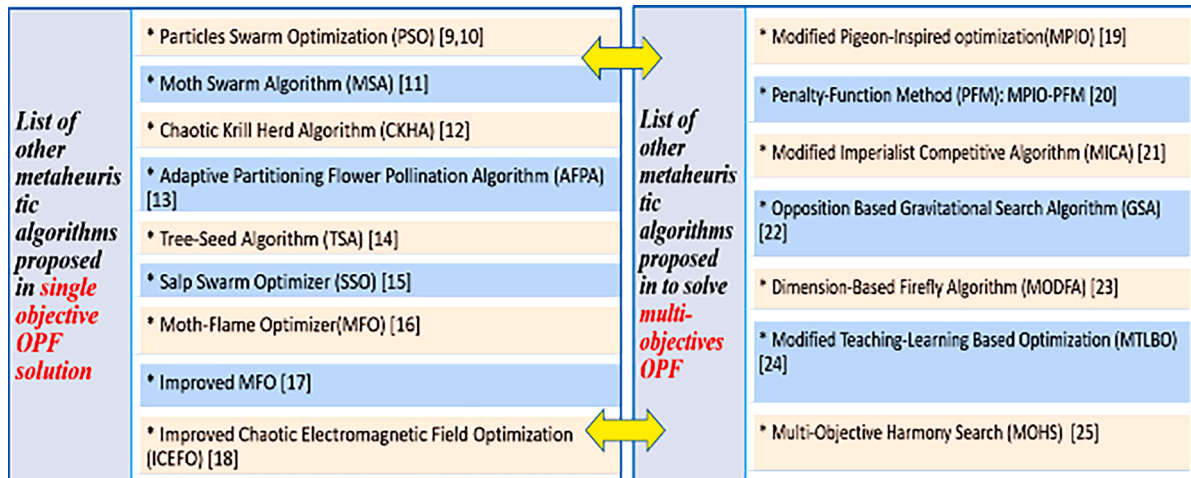 List of
other
metaheuris
tic
algorithms
proposed
in single
objective
OPF
solution
* Particles Swarm Optimization (PSO) [9,10]
* Moth Swarm Algorithm (MSA) [11]
* Chaotic Krill Herd Algorithm (CKHA) [12]
* Adaptive Partitioning Flower Pollination Algorithm (AFPA)
[13]
* Tree-Seed Algorithm (TSA) [14]
* Salp Swarm Optimizer (SSO) [15]
* Moth-Flame Optimizer(MFO) [16]
* Improved MFO [17]
* Improved Chaotic Electromagnetic Field Optimization
(ICEFO) [18]
List of
other
metaheuris
tic
algorithms
proposed
in to solve
multi-
objectives
OPF
* Modified Pigeon-Inspired optimization(MPIO) [19]
* Penalty-Function Method (PFM): MPIO-PFM [20]
* Modified Imperialist Competitive Algorithm (MICA) [21]
* Opposition Based Gravitational Search Algorithm (GSA)
[22]
* Dimension-Based Firefly Algorithm (MODFA) [23]
* Modified Teaching-Learning Based Optimization (MTLBO)
[24]
* Multi-Objective Harmony Search (MOHS) [25]